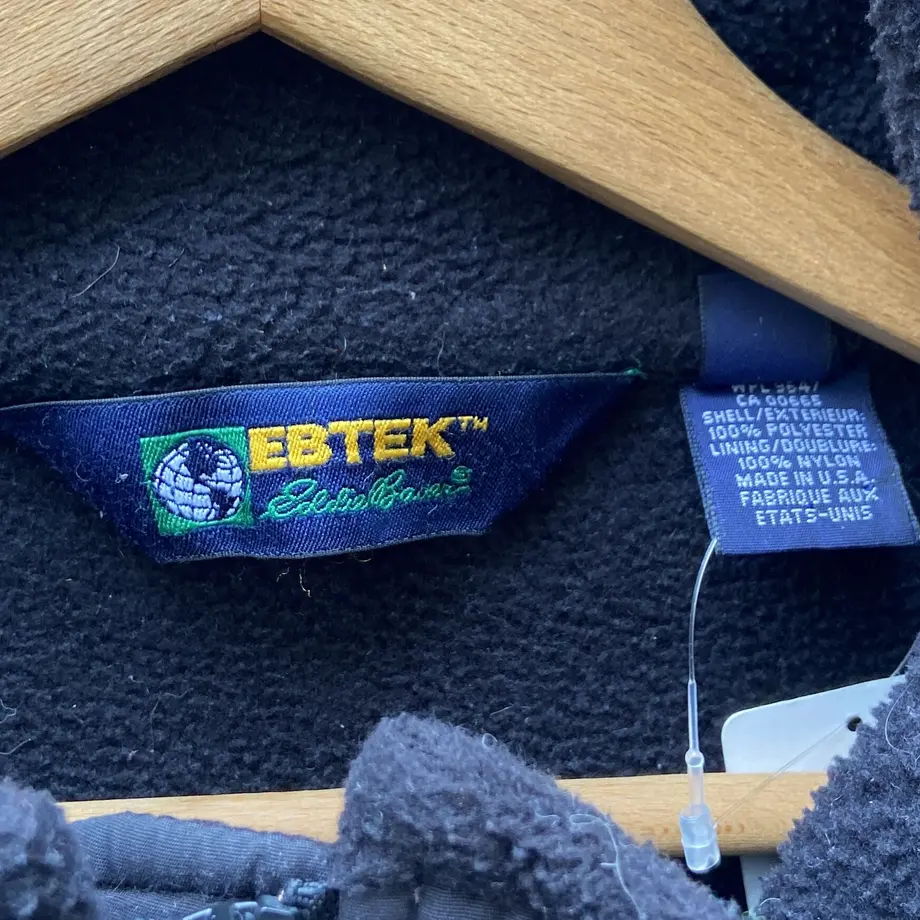 EBTEK™
Eddie Bauer
WPL 9647
CA 00665
SHELL/EXTERIEUR:
100% POLYESTER
LINING/DOUBLURE:
100% NYLON
MADE IN U.S.A.
FABRIQUE AUX
ETATS-UNIS